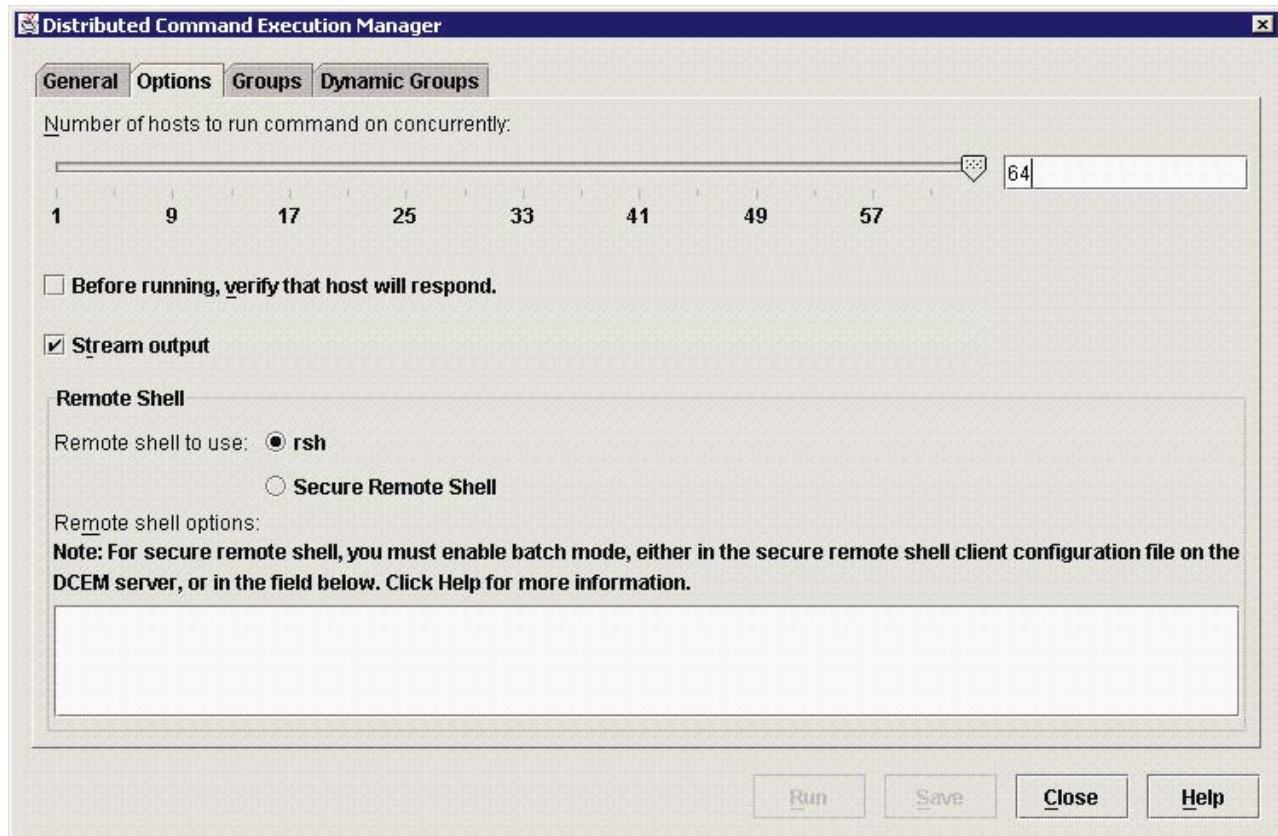 Distributed Command Execution Manager
General Options Groups Dynamic Groups
Number of hosts to run command on concurrently:
64
1 9 17 25 33 41 49 57
Before running, verify that host will respond.
Stream output
Remote Shell
Remote shell to use: rsh
Secure Remote Shell
Remote shell options:
Note: For secure remote shell, you must enable batch mode, either in the secure remote shell client configuration file on the
DCEM server, or in the field below. Click Help for more information.
Run Save Close Help